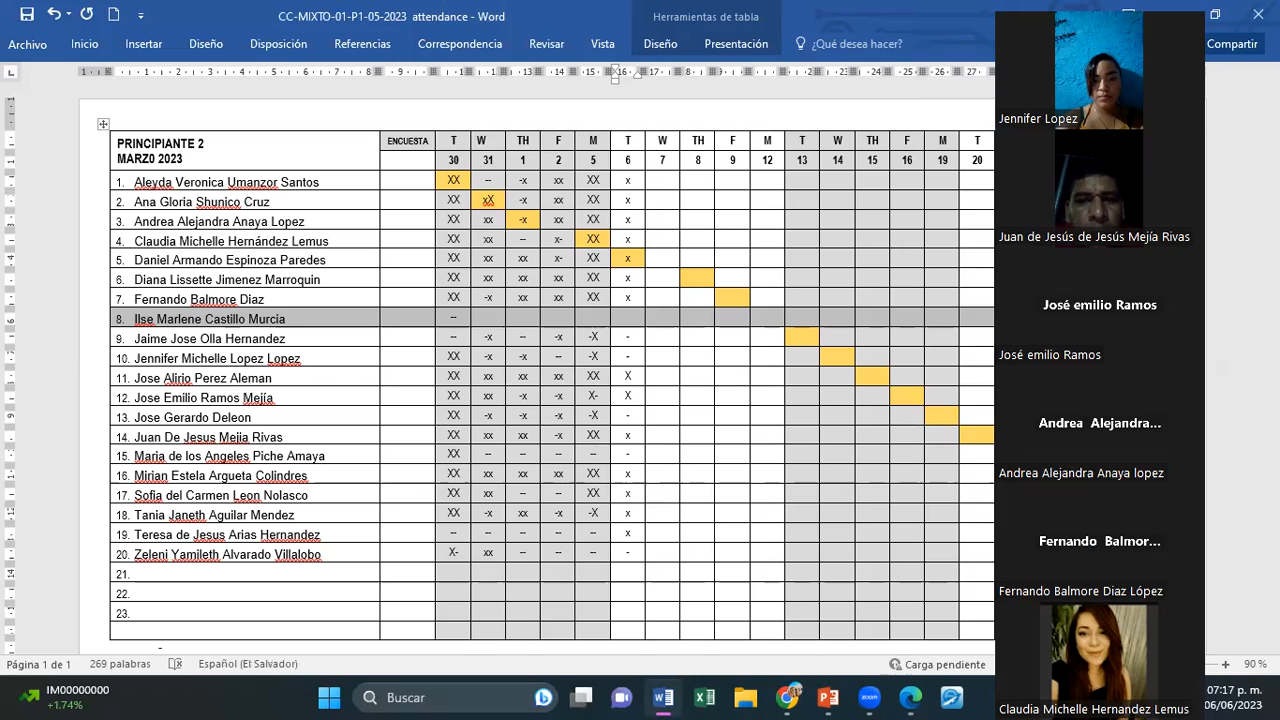 CC-MIXTO-01-P1-05-2023 attendance - Word
Herramientas de tabla
Archivo Inicio Insertar Diseño Disposición Referencias Correspondencia Revisar Vista Diseño Presentación ¿Qué desea hacer? Compartir
PRINCIPIANTE 2 ENCUESTA T W TH F M T W TH F M T W TH F M T
MARZ0 2023 30 31 1 2 5 6 7 8 9 12 13 14 15 16 19 20
1. Aleyda Veronica Umanzor Santos XX -- -x xx XX x
2. Ana Gloria Shunico Cruz XX xX -x xx XX x
3. Andrea Alejandra Anaya Lopez XX xx -x xx XX x
4. Claudia Michelle Hernández Lemus XX xx -- x- XX x
5. Daniel Armando Espinoza Paredes XX xx xx x- XX x
6. Diana Lissette Jimenez Marroquin XX xx xx xx XX x
7. Fernando Balmore Diaz XX -x xx xx XX x
8. Ilse Marlene Castillo Murcia --
9. Jaime Jose Olla Hernandez -- -x -- -x -X -
10. Jennifer Michelle Lopez Lopez XX -x -x -- -X -
11. Jose Alirio Perez Aleman XX xx xx xx XX X
12. Jose Emilio Ramos Mejía XX xx -x -x X- X
13. Jose Gerardo Deleon XX -x -x -x -X -
14. Juan De Jesus Mejia Rivas XX xx xx -x XX x
15. Maria de los Angeles Piche Amaya XX -- -- -- -- -
16. Mirian Estela Argueta Colindres XX xx xx xx XX x
17. Sofia del Carmen Leon Nolasco XX xx -- -- XX x
18. Tania Janeth Aguilar Mendez XX -x xx -x -X x
19. Teresa de Jesus Arias Hernandez -- -- -- -- -- x
20. Zeleni Yamileth Alvarado Villalobo X- xx -- -- -- -
21.
22.
23.
Página 1 de 1 269 palabras Español (El Salvador) Carga pendiente 90 %
IM00000000
+1.74%
Buscar
07:17 p. m.
06/06/2023
Jennifer Lopez
Juan de Jesús de Jesús Mejía Rivas
José emilio Ramos
José emilio Ramos
Andrea Alejandra...
Andrea Alejandra Anaya lopez
Fernando Balmor...
Fernando Balmore Diaz López
Claudia Michelle Hernandez Lemus